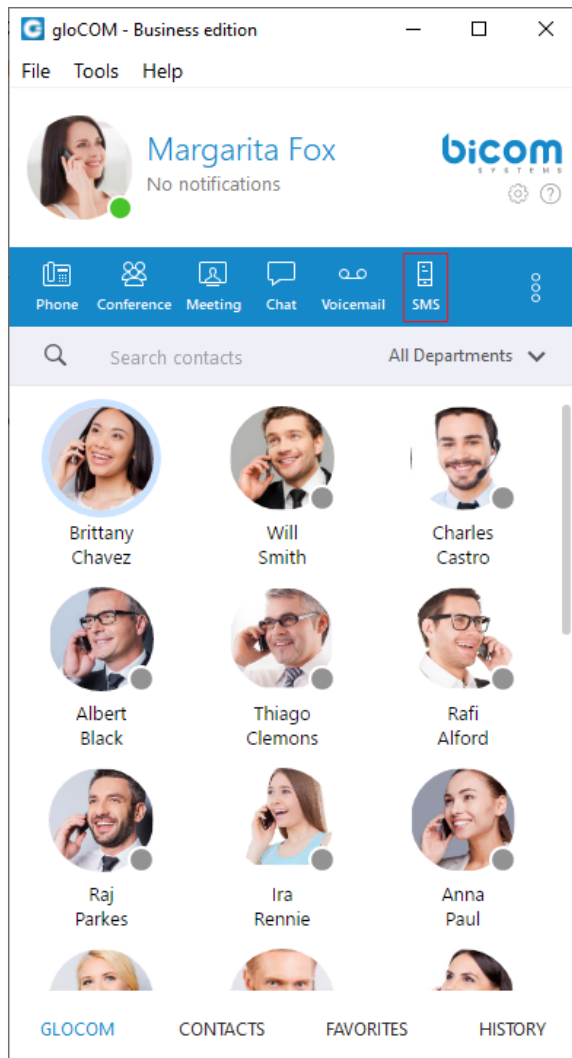 gloCOM - Business edition
File Tools Help
Margarita Fox
No notifications
bicom
SYSTEMS
?
Phone Conference Meeting Chat Voicemail SMS
Search contacts All Departments
Brittany Chavez
Will Smith
Charles Castro
Albert Black
Thiago Clemons
Rafi Alford
Raj Parkes
Ira Rennie
Anna Paul
GLOCOM CONTACTS FAVORITES HISTORY